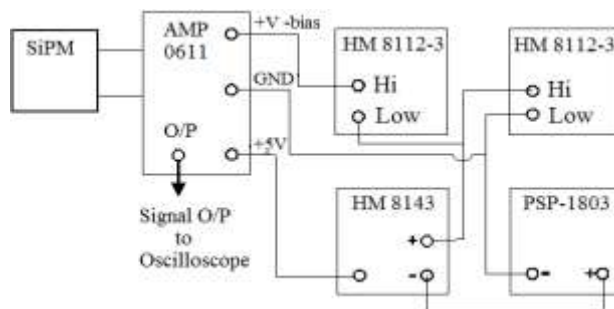 SiPM
AMP
0611
+V -bias
GND
O/P
+5V
Signal O/P
to
Oscilloscope
HM 8112-3
Hi
Low
HM 8112-3
Hi
Low
HM 8143
+
-
PSP-1803
- +